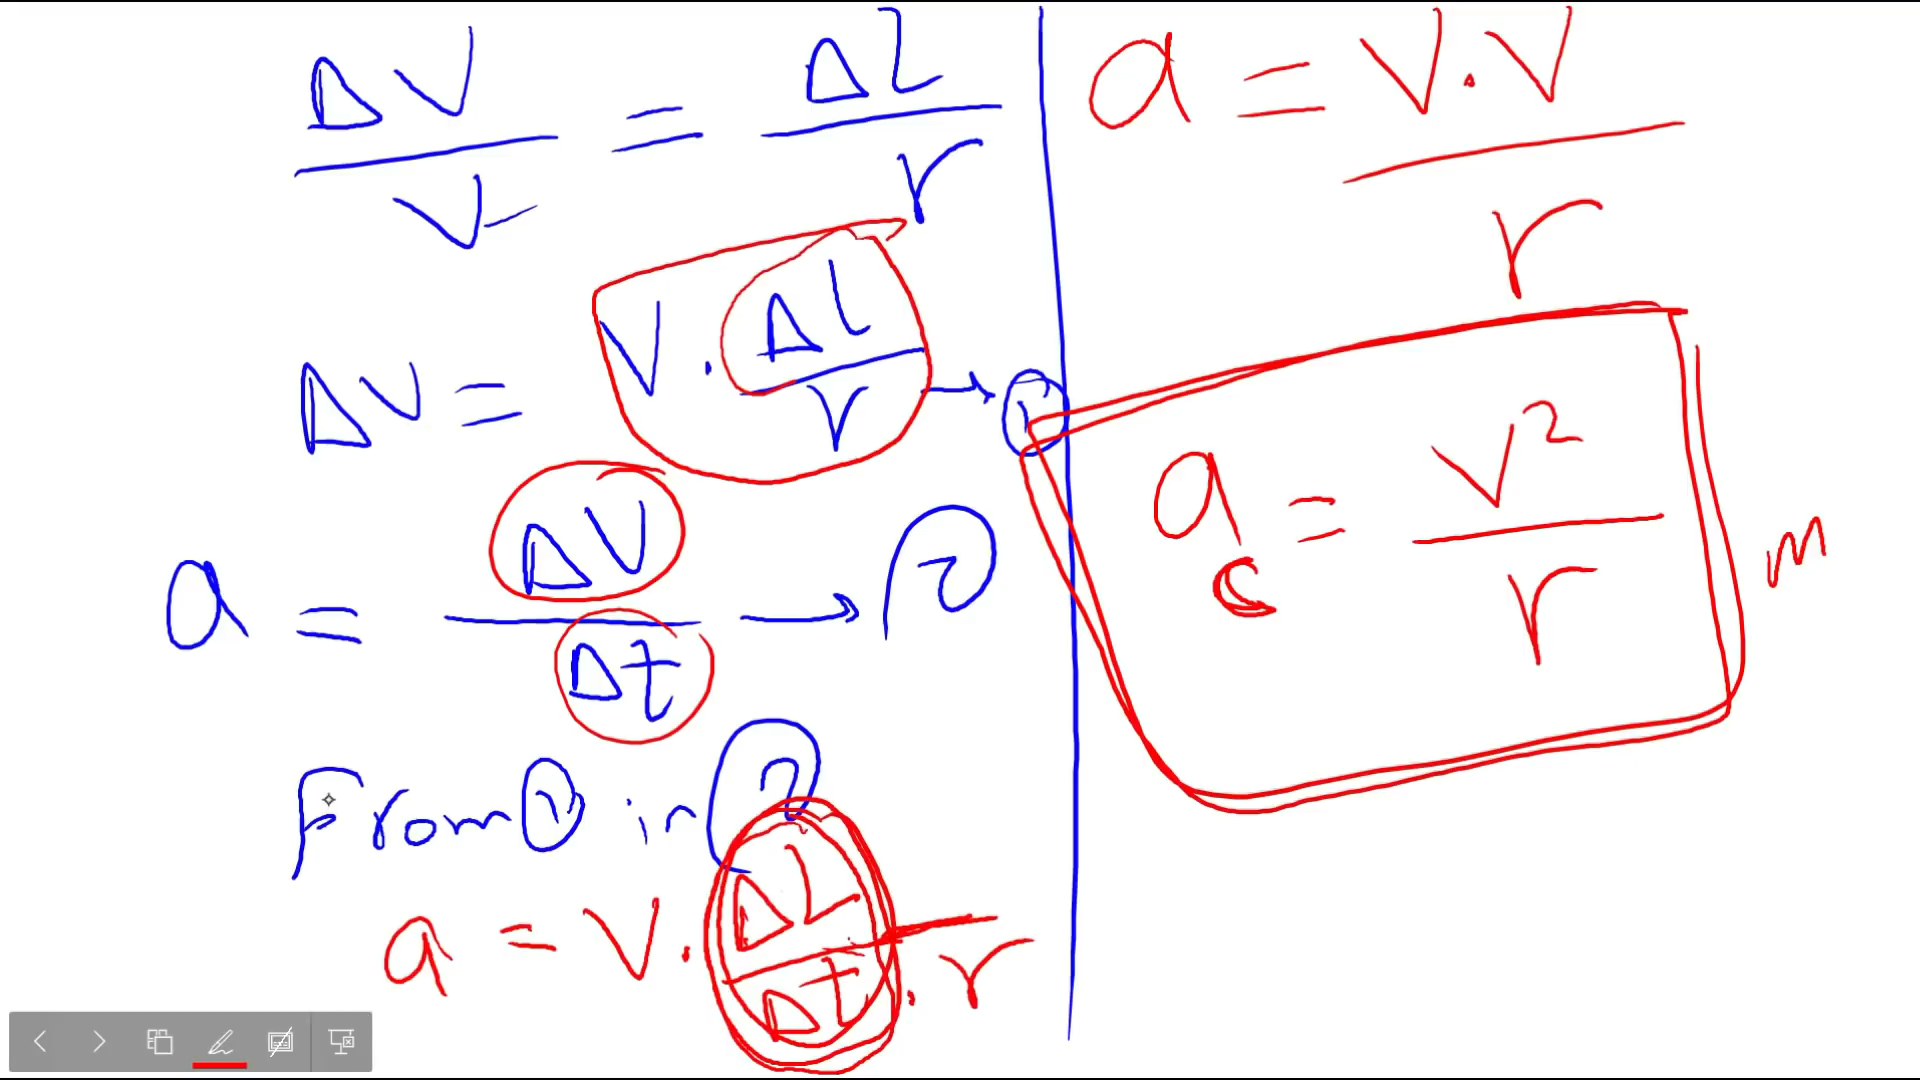 ΔV/V = Δl/r
ΔV = V . Δl/r → ①
a = ΔV/Δt → ②
From ① in ②
a = V . ΔL/Δt . r
a = V.V/r
a_c = V²/r
m